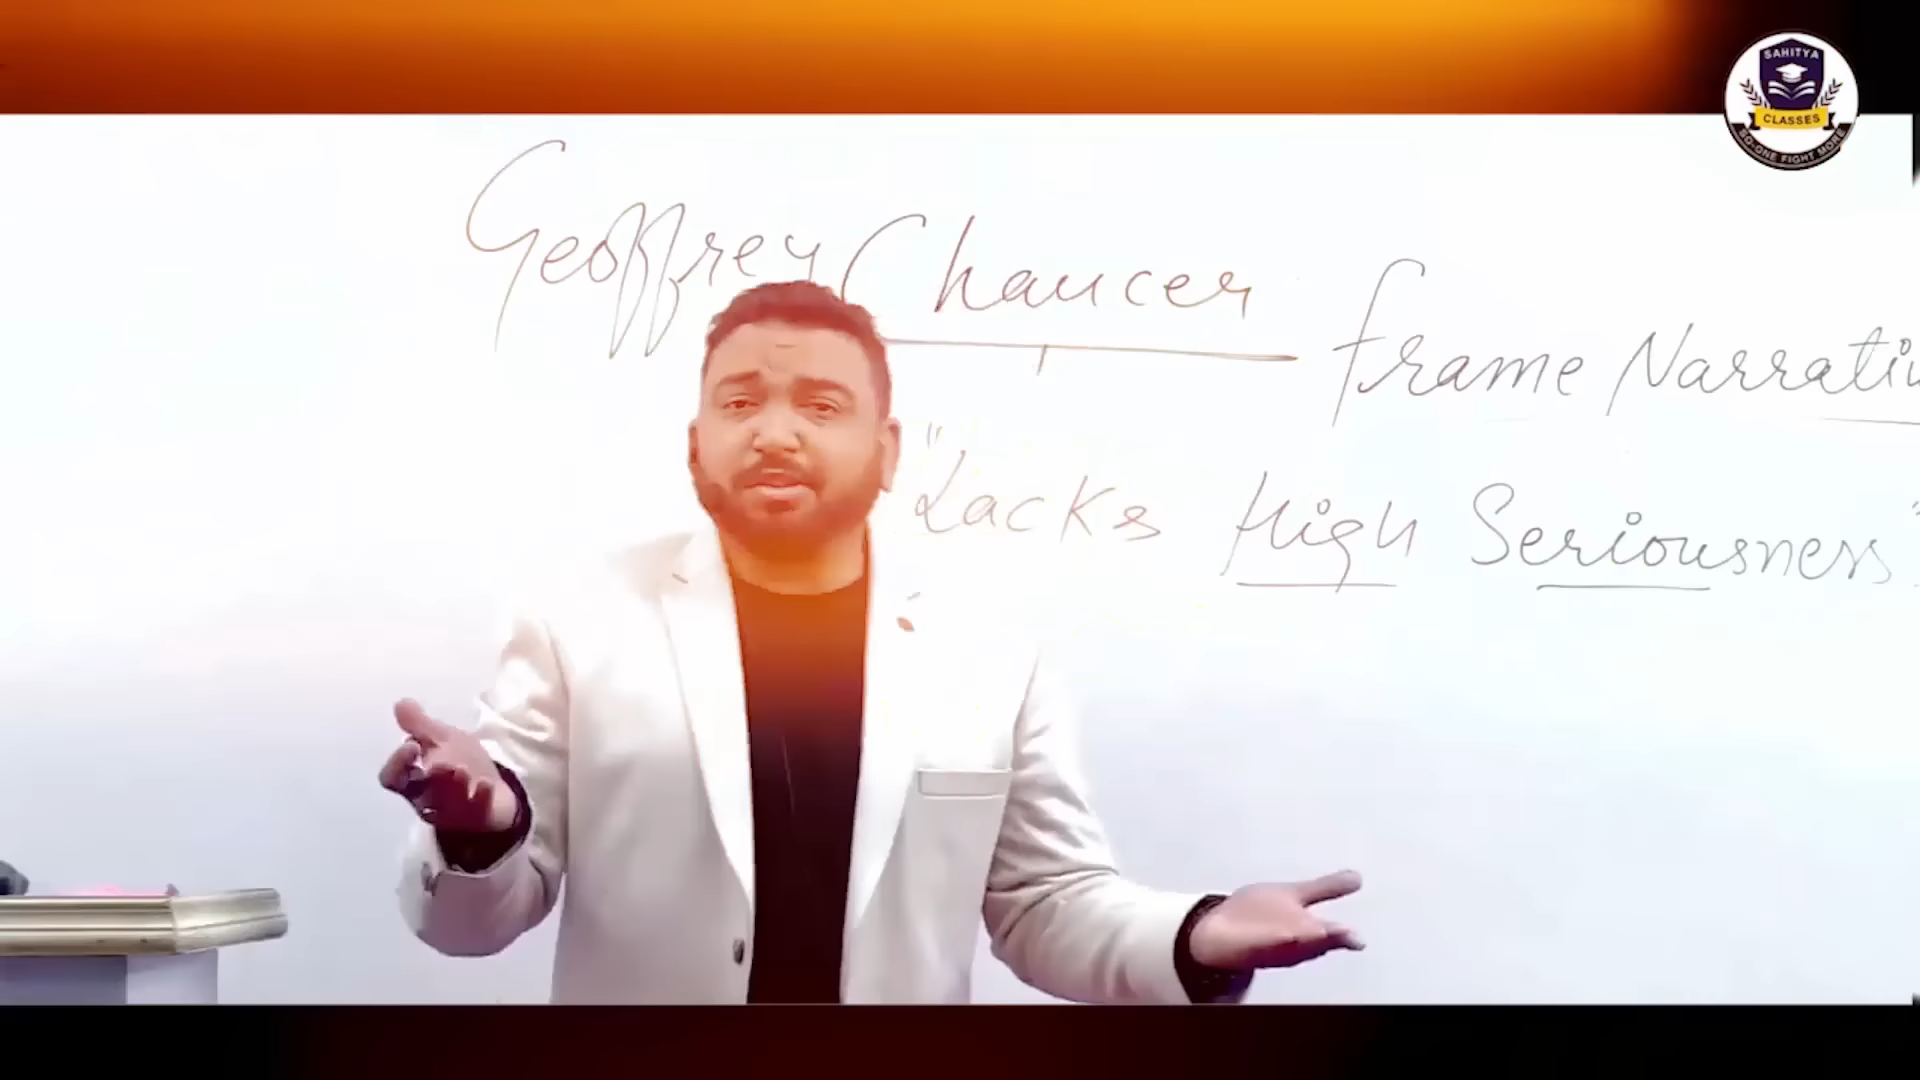 SAHITYA
CLASSES
Geoffrey Chaucer
frame Narrati
"Lacks High Seriousness"